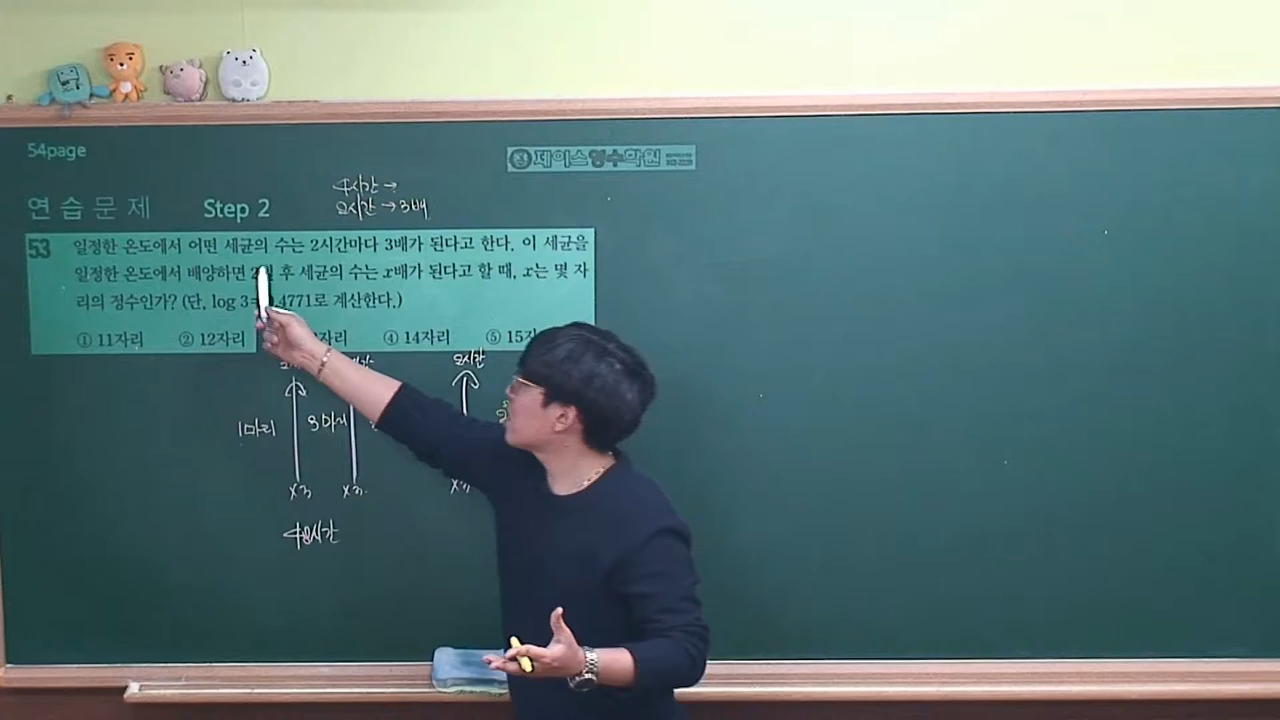 54page
제이스영수학원
연습문제 Step 2
4시간 →
2시간 → 3배
53 일정한 온도에서 어떤 세균의 수는 2시간마다 3배가 된다고 한다. 이 세균을
일정한 온도에서 배양하면 후 세균의 수는 x배가 된다고 할 때, x는 몇 자
리의 정수인가? (단, log 3 .4771로 계산한다.)
① 11자리 ② 12자리 자리 ④ 14자리 ⑤ 15
2시간
1마리 3마리
×3 ×3
48시간